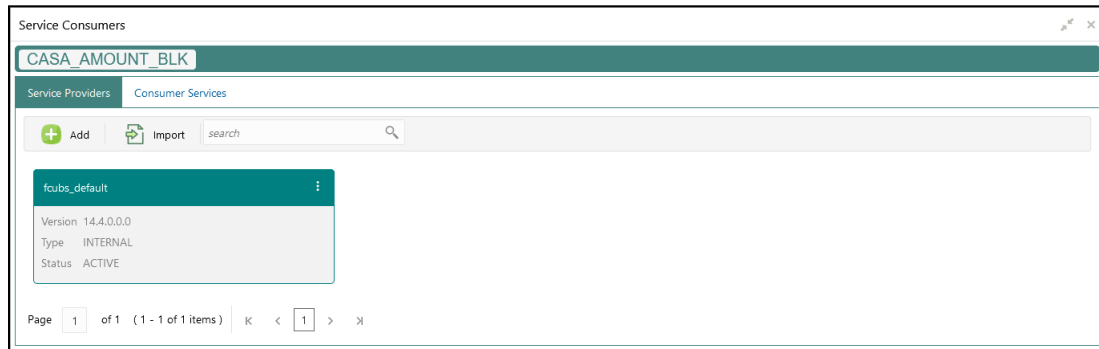 Service Consumers
CASA_AMOUNT_BLK
Service Providers Consumer Services
Add Import search
fcubs_default
Version 14.4.0.0.0
Type INTERNAL
Status ACTIVE
Page 1 of 1 ( 1 - 1 of 1 items ) 1